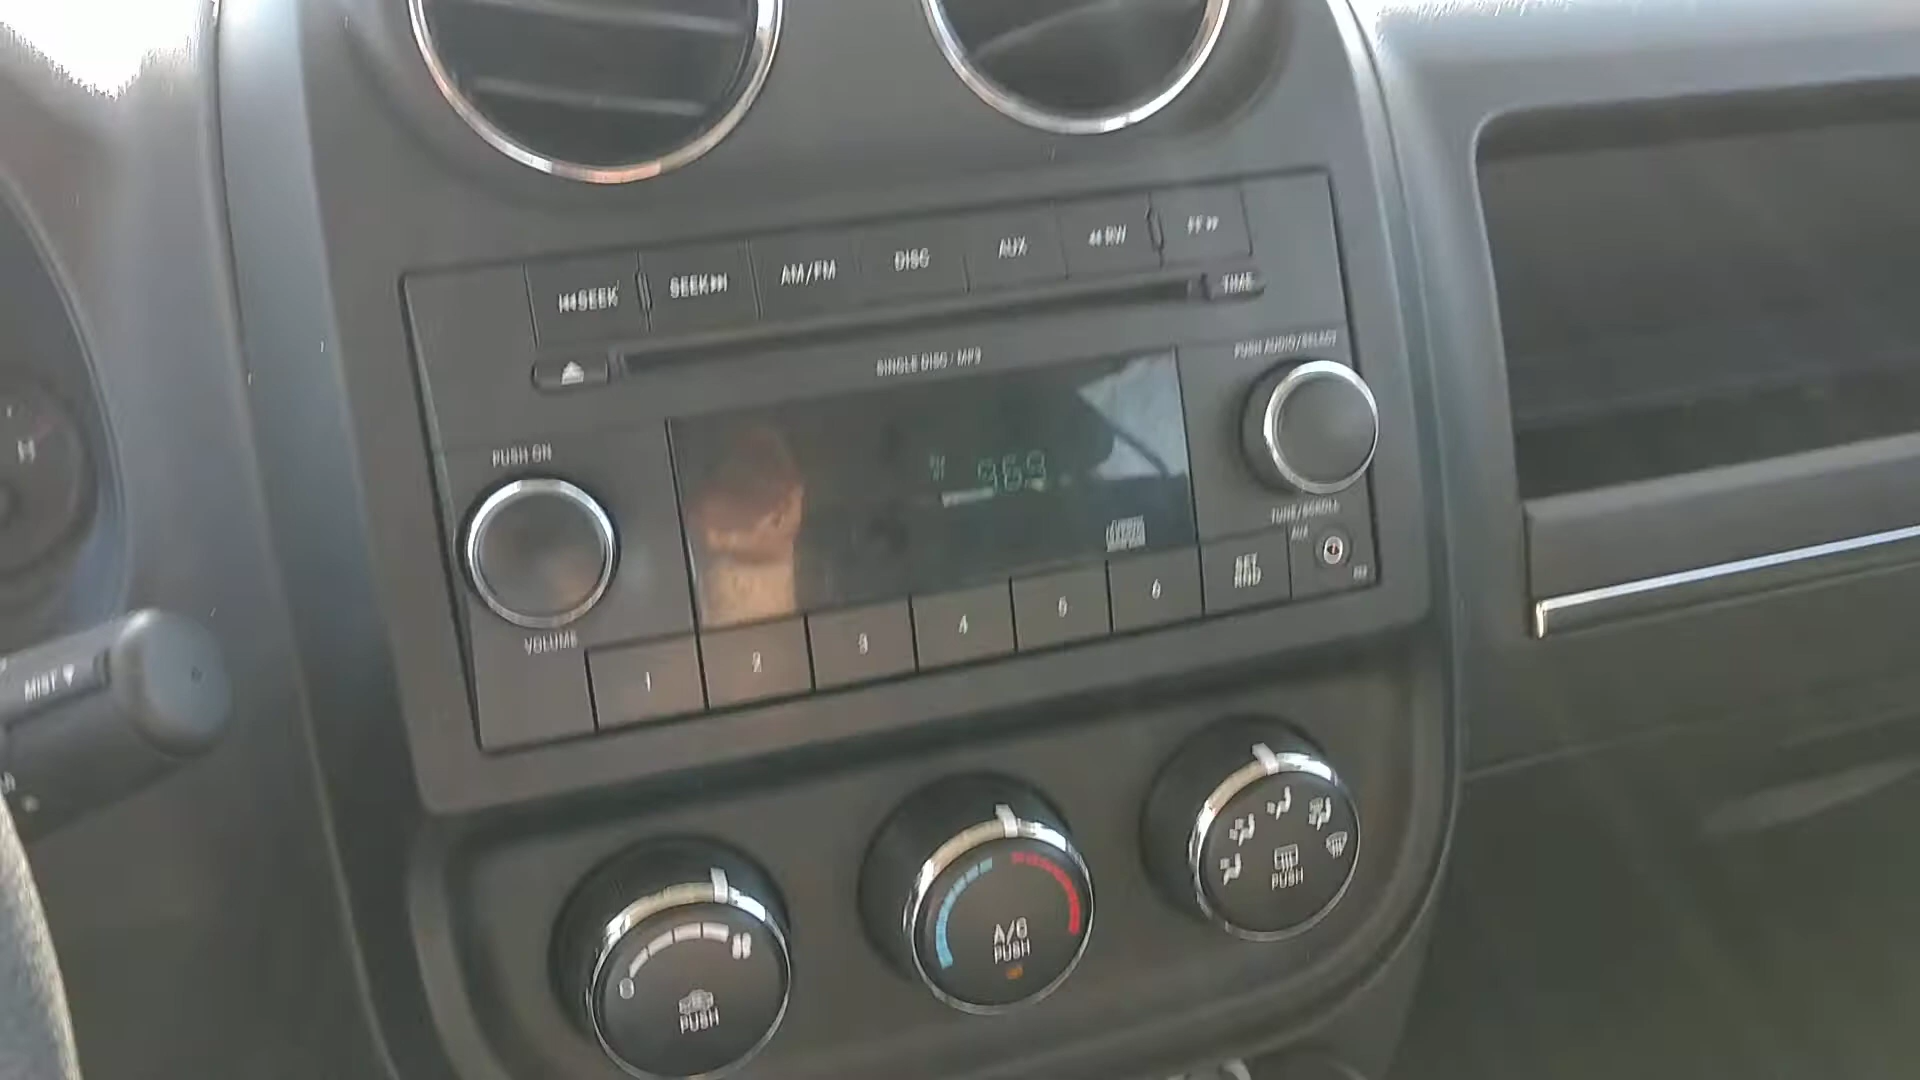 ⏮SEEK
SEEK⏭
AM/FM
DISC
AUX
◀◀RW
FF▶▶
TIME
SINGLE DISC / MP3
PUSH AUDIO/SELECT
PUSH ON
969
TUNE/SCROLL
AUX
SET
RND
VOLUME
1
2
3
4
5
6
MIST
A/C
PUSH
PUSH
PUSH